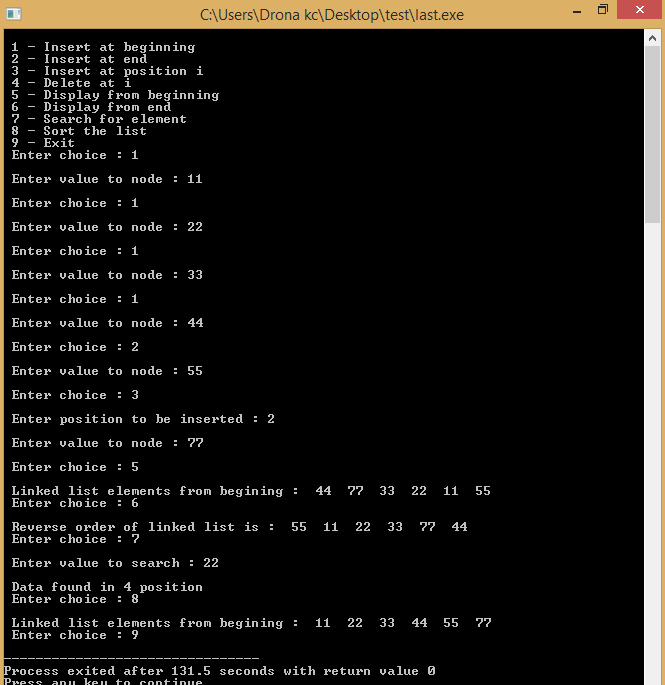 C:\Users\Drona kc\Desktop\test\last.exe
1 - Insert at beginning
2 - Insert at end
3 - Insert at position i
4 - Delete at i
5 - Display from beginning
6 - Display from end
7 - Search for element
8 - Sort the list
9 - Exit
Enter choice : 1
Enter value to node : 11
Enter choice : 1
Enter value to node : 22
Enter choice : 1
Enter value to node : 33
Enter choice : 1
Enter value to node : 44
Enter choice : 2
Enter value to node : 55
Enter choice : 3
Enter position to be inserted : 2
Enter value to node : 77
Enter choice : 5
Linked list elements from begining :  44  77  33  22  11  55
Enter choice : 6
Reverse order of linked list is :  55  11  22  33  77  44
Enter choice : 7
Enter value to search : 22
Data found in 4 position
Enter choice : 8
Linked list elements from begining :  11  22  33  44  55  77
Enter choice : 9
--------------------------------
Process exited after 131.5 seconds with return value 0
Press any key to continue